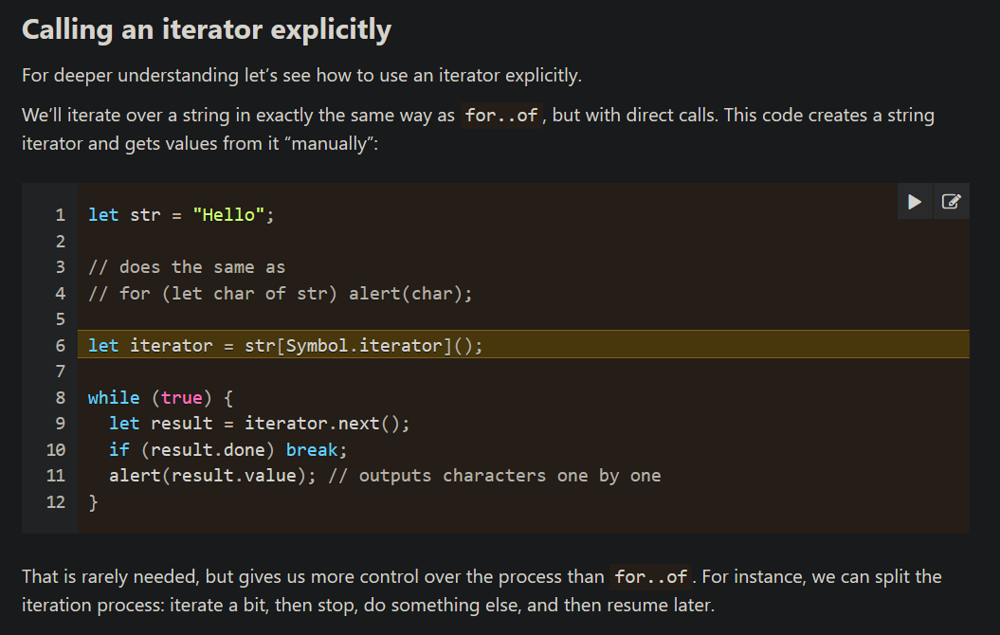 Calling an iterator explicitly
For deeper understanding let’s see how to use an iterator explicitly.
We’ll iterate over a string in exactly the same way as for..of, but with direct calls. This code creates a string
iterator and gets values from it “manually”:
1 let str = "Hello";
2
3 // does the same as
4 // for (let char of str) alert(char);
5
6 let iterator = str[Symbol.iterator]();
7
8 while (true) {
9   let result = iterator.next();
10   if (result.done) break;
11   alert(result.value); // outputs characters one by one
12 }
That is rarely needed, but gives us more control over the process than for..of. For instance, we can split the
iteration process: iterate a bit, then stop, do something else, and then resume later.